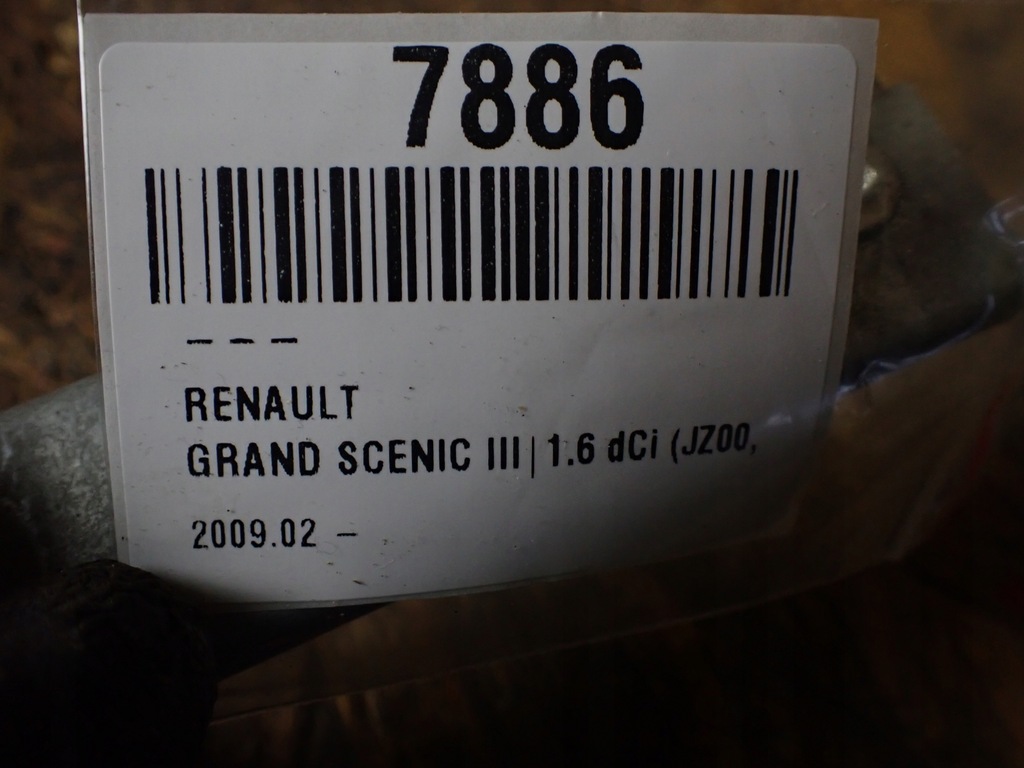 7886
– – –
RENAULT
GRAND SCENIC III | 1.6 dCi (JZ00,
2009.02 –